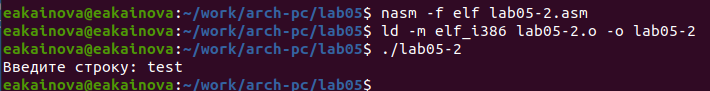 eakainova@eakainova:~/work/arch-pc/lab05$ nasm -f elf lab05-2.asm
eakainova@eakainova:~/work/arch-pc/lab05$ ld -m elf_i386 lab05-2.o -o lab05-2
eakainova@eakainova:~/work/arch-pc/lab05$ ./lab05-2
Введите строку: test
eakainova@eakainova:~/work/arch-pc/lab05$